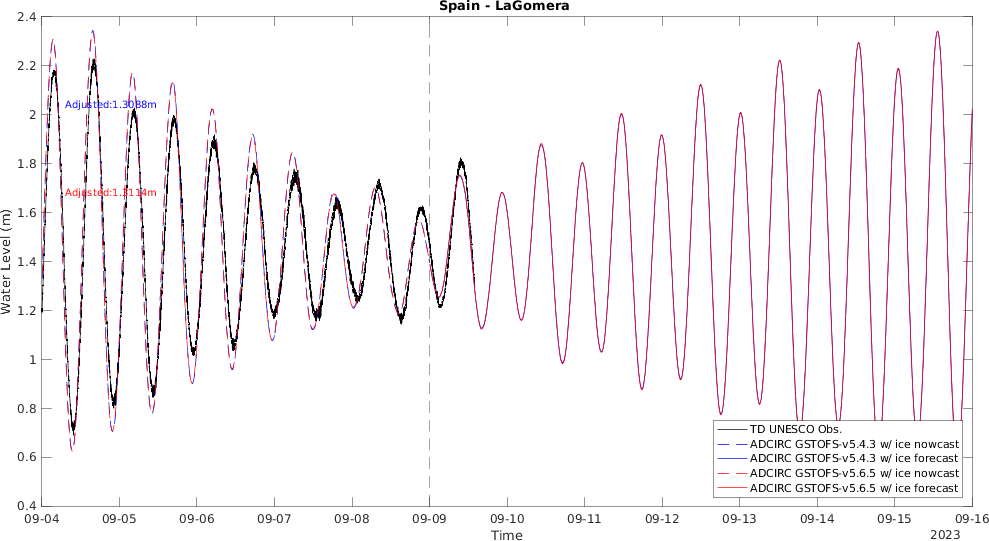 Spain - LaGomera
2.4
2.2
2
1.8
1.6
1.4
1.2
1
0.8
0.6
0.4
Water Level (m)
Adjusted:1.3088m
Adjusted:1.3114m
TD UNESCO Obs.
ADCIRC GSTOFS-v5.4.3 w/ ice nowcast
ADCIRC GSTOFS-v5.4.3 w/ ice forecast
ADCIRC GSTOFS-v5.6.5 w/ ice nowcast
ADCIRC GSTOFS-v5.6.5 w/ ice forecast
09-04 09-05 09-06 09-07 09-08 09-09 09-10 09-11 09-12 09-13 09-14 09-15 09-16
Time
2023